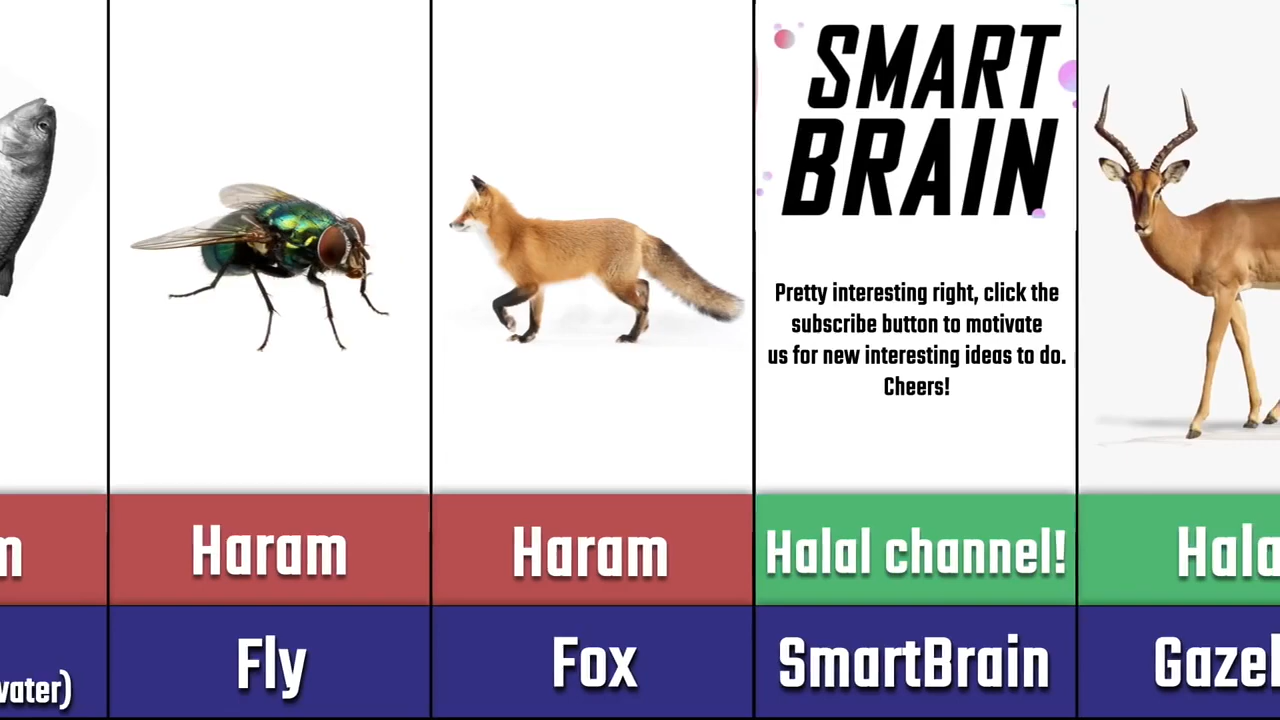 SMART
BRAIN
Pretty interesting right, click the
subscribe button to motivate
us for new interesting ideas to do.
Cheers!
Haram
Haram
Halal channel!
water)
Fly
Fox
SmartBrain